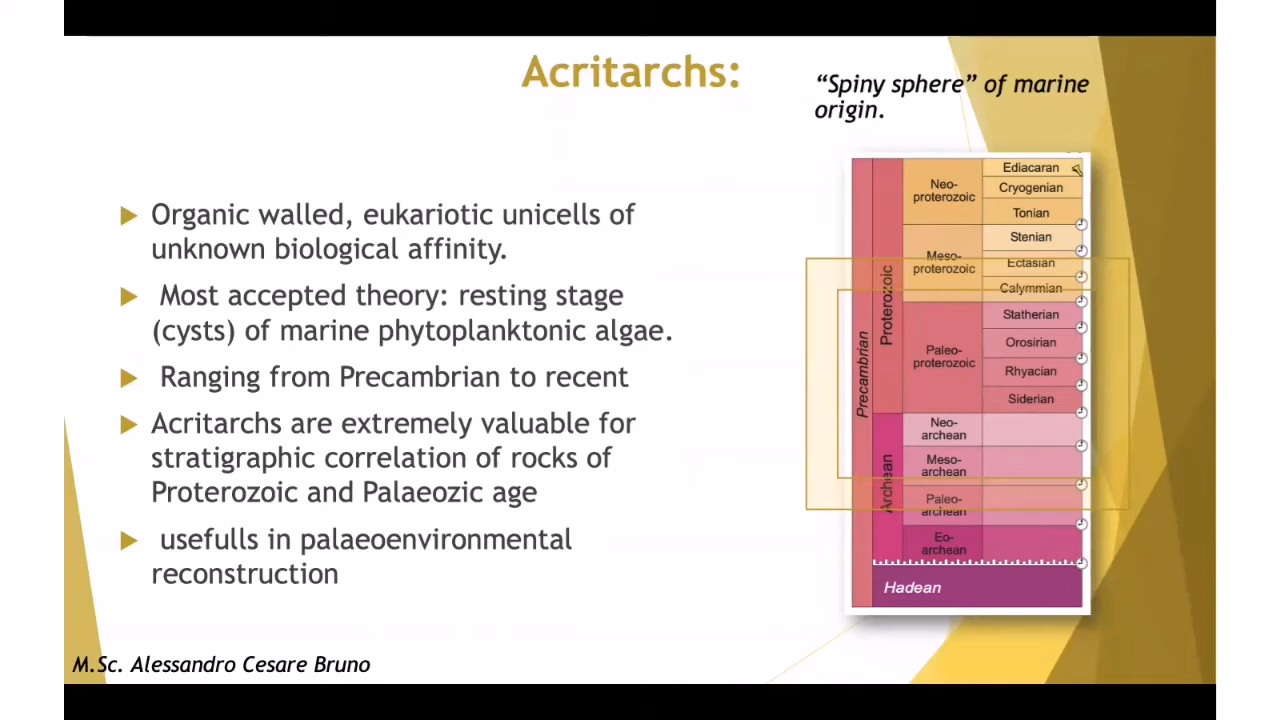 Acritarchs:
“Spiny sphere” of marine
origin.
Organic walled, eukariotic unicells of
unknown biological affinity.
Most accepted theory: resting stage
(cysts) of marine phytoplanktonic algae.
Ranging from Precambrian to recent
Acritarchs are extremely valuable for
stratigraphic correlation of rocks of
Proterozoic and Palaeozic age
usefulls in palaeoenvironmental
reconstruction
M.Sc. Alessandro Cesare Bruno
Precambrian
Proterozoic
Neo-
proterozoic
Ediacaran
Cryogenian
Tonian
Meso-
proterozoic
Stenian
Ectasian
Calymmian
Paleo-
proterozoic
Statherian
Orosirian
Rhyacian
Siderian
Archean
Neo-
archean
Meso-
archean
Paleo-
archean
Eo-
archean
Hadean